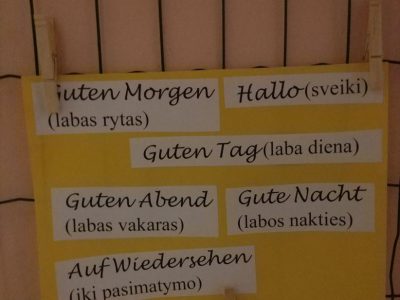 Guten Morgen
(labas rytas)
Hallo (sveiki)
Guten Tag (laba diena)
Guten Abend
(labas vakaras)
Gute Nacht
(labos nakties)
Auf Wiedersehen
(iki pasimatymo)